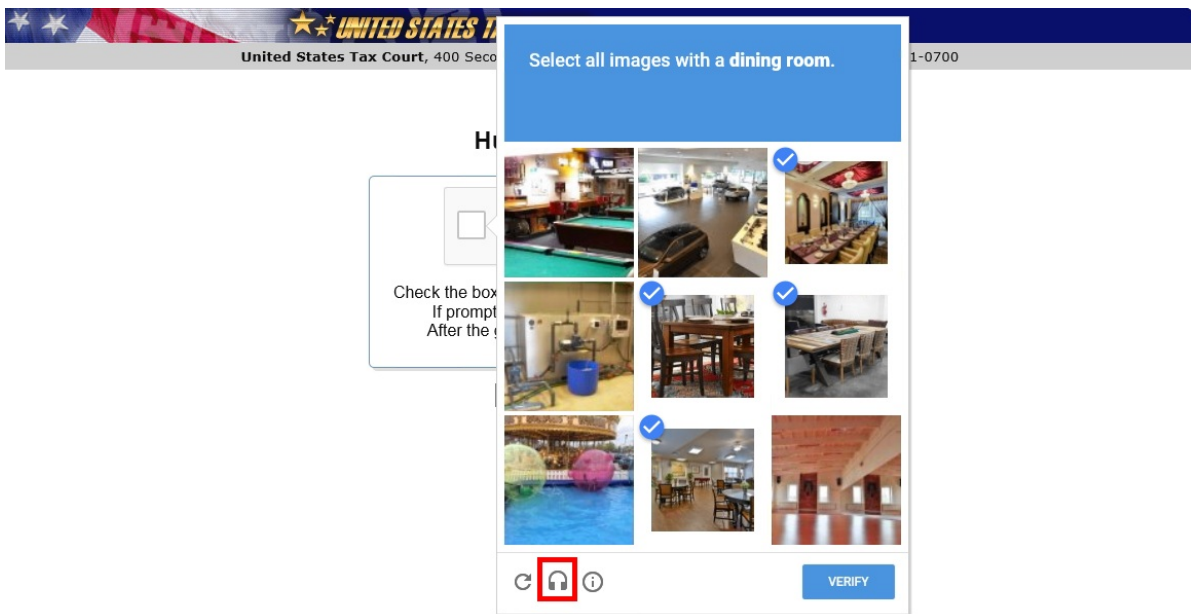 UNITED STATES T
United States Tax Court, 400 Seco
1-0700
Select all images with a dining room.
H
Check the box
If prompt
After the
VERIFY